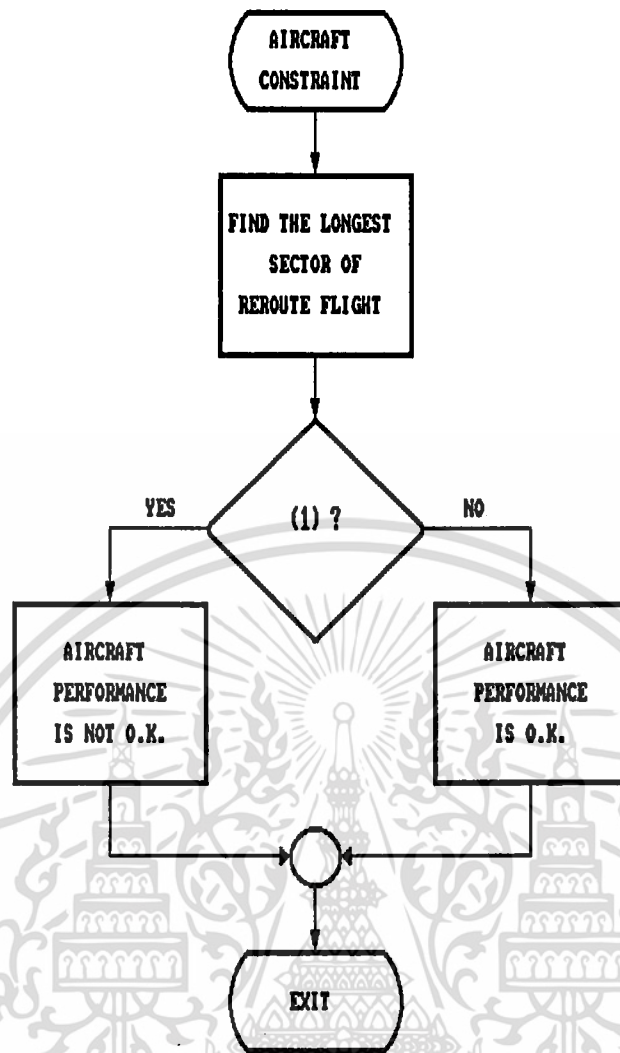 AIRCRAFT
CONSTRAINT
FIND THE LONGEST
SECTOR OF
REROUTE FLIGHT
(1) ?
YES
NO
AIRCRAFT
PERFORMANCE
IS NOT O.K.
AIRCRAFT
PERFORMANCE
IS O.K.
EXIT